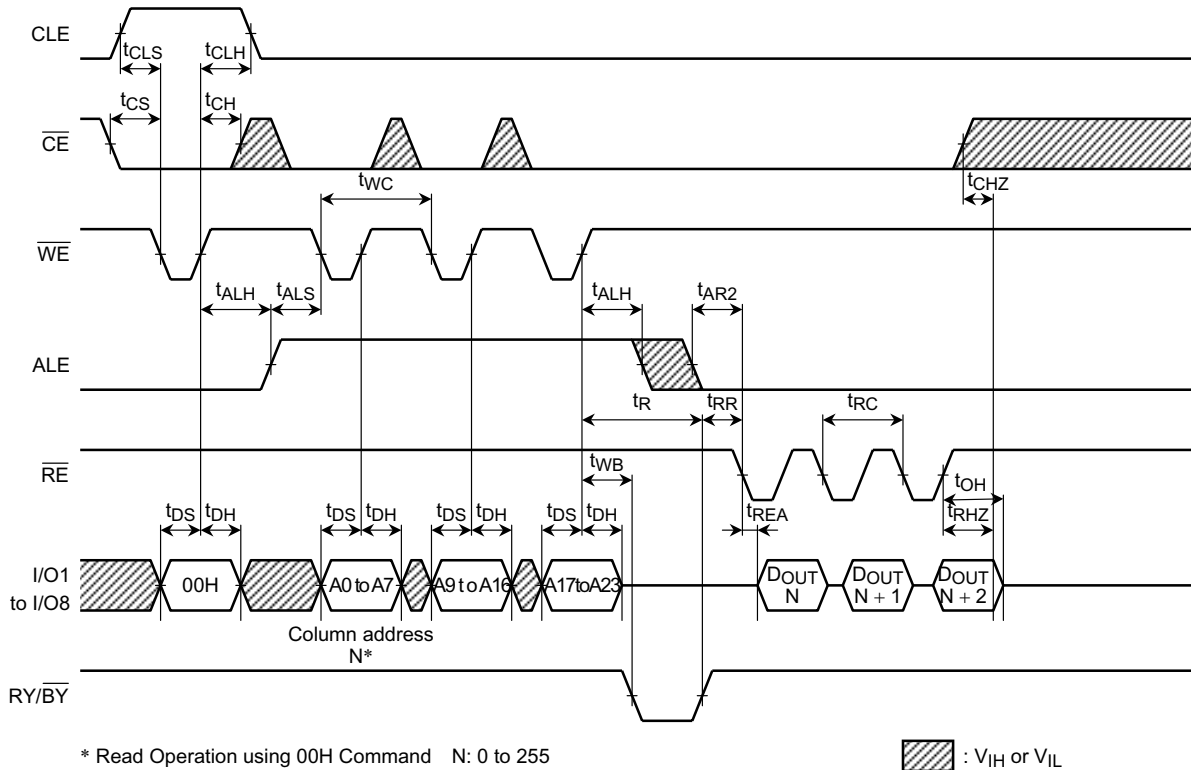 CLE
tCLS tCLH
tCS tCH
CE
tCHZ
tWC
WE
tALH tALS tALH tAR2
ALE
tR tRR tRC
RE
tWB tOH
tDS tDH tDS tDH tDS tDH tDS tDH tREA tRHZ
I/O1
to I/O8
00H A0 to A7 A9 to A16 A17 to A23
DOUT
N
DOUT
N + 1
DOUT
N + 2
Column address
N*
RY/BY
* Read Operation using 00H Command N: 0 to 255
: VIH or VIL